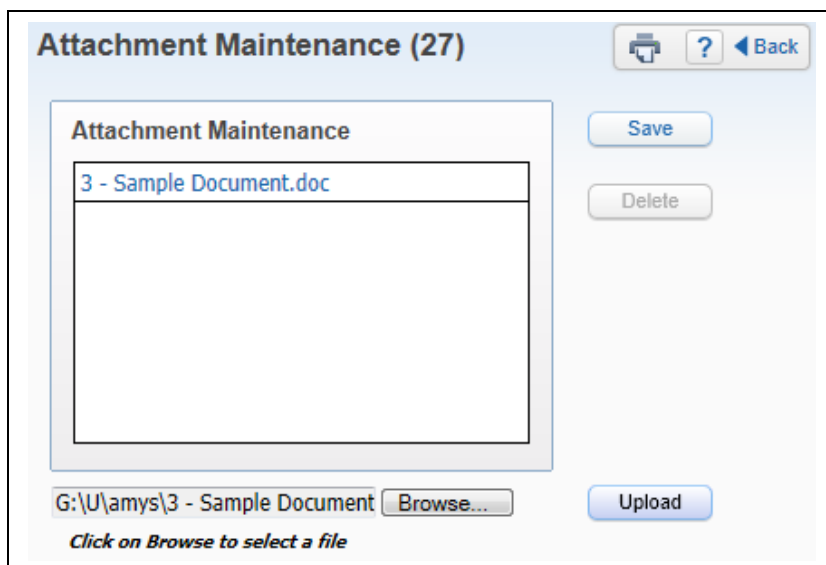 Attachment Maintenance (27)
? Back
Attachment Maintenance
Save
3 - Sample Document.doc
Delete
G:\U\amys\3 - Sample Document Browse...
Upload
Click on Browse to select a file